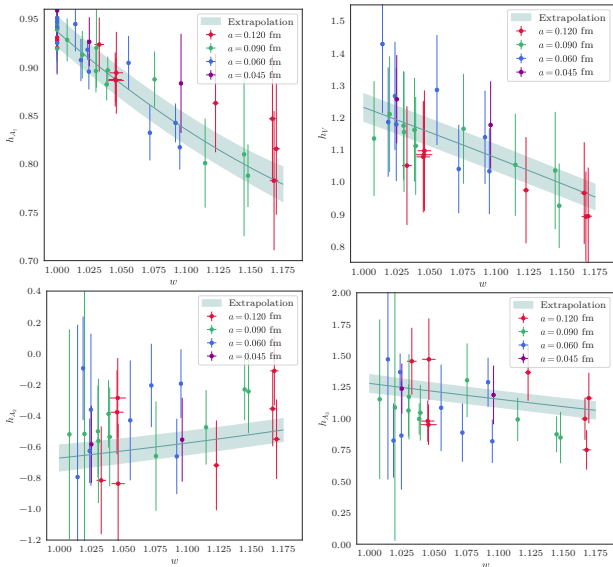 0.95
0.90
0.85
0.80
0.75
0.70
h_{A_1}
1.000 1.025 1.050 1.075 1.100 1.125 1.150 1.175
w
Extrapolation
a = 0.120 fm
a = 0.090 fm
a = 0.060 fm
a = 0.045 fm
1.5
1.4
1.3
1.2
1.1
1.0
0.9
0.8
h_V
1.000 1.025 1.050 1.075 1.100 1.125 1.150 1.175
w
Extrapolation
a = 0.120 fm
a = 0.090 fm
a = 0.060 fm
a = 0.045 fm
0.4
0.2
0.0
−0.2
−0.4
−0.6
−0.8
−1.0
−1.2
1.000 1.025 1.050 1.075 1.100 1.125 1.150 1.175
w
Extrapolation
a = 0.120 fm
a = 0.090 fm
a = 0.060 fm
a = 0.045 fm
2.00
1.75
1.50
1.25
1.00
0.75
0.50
0.25
0.0
1.000 1.025 1.050 1.075 1.100 1.125 1.150 1.175
w
Extrapolation
a = 0.120 fm
a = 0.090 fm
a = 0.060 fm
a = 0.045 fm